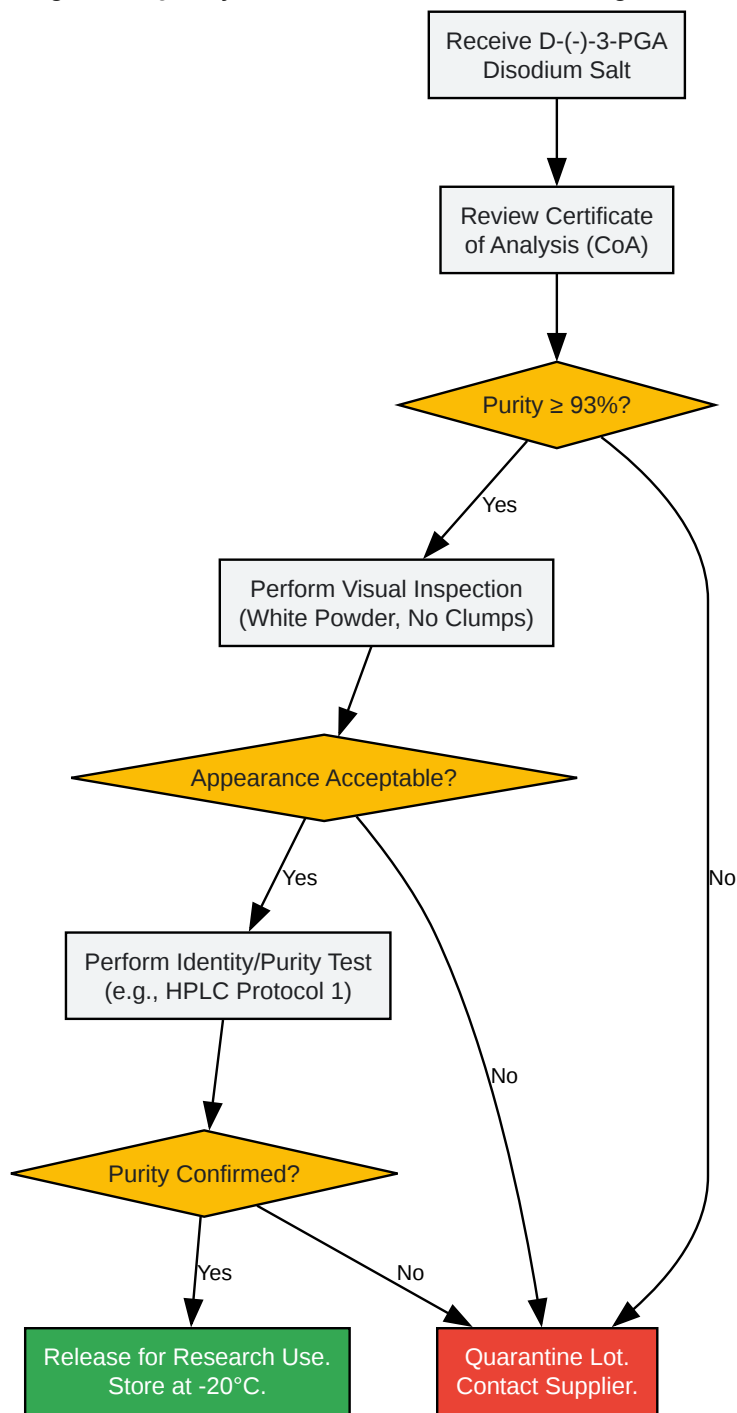 Receive D-(-)-3-PGA
Disodium Salt
Review Certificate
of Analysis (CoA)
Purity ≥ 93%?
Yes
Perform Visual Inspection
(White Powder, No Clumps)
Appearance Acceptable?
Yes
No
Perform Identity/Purity Test
(e.g., HPLC Protocol 1)
No
Purity Confirmed?
Yes
No
Release for Research Use.
Store at -20°C.
Quarantine Lot.
Contact Supplier.